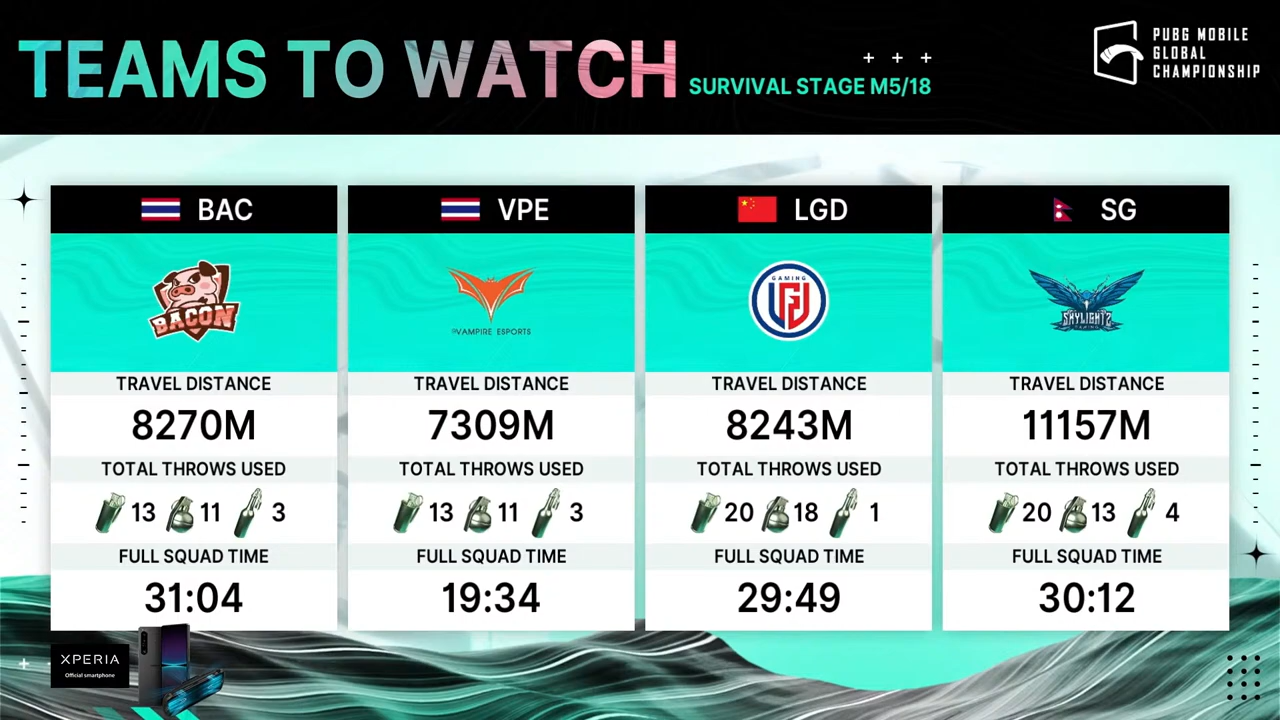 TEAMS TO WATCH
SURVIVAL STAGE M5/18
PUBG MOBILE
GLOBAL
CHAMPIONSHIP
BAC
BACON
TRAVEL DISTANCE
8270M
TOTAL THROWS USED
13 11 3
FULL SQUAD TIME
31:04
VPE
VAMPIRE ESPORTS
TRAVEL DISTANCE
7309M
TOTAL THROWS USED
13 11 3
FULL SQUAD TIME
19:34
LGD
GAMING
TRAVEL DISTANCE
8243M
TOTAL THROWS USED
20 18 1
FULL SQUAD TIME
29:49
SG
SKYLIGHTZ
GAMING
TRAVEL DISTANCE
11157M
TOTAL THROWS USED
20 13 4
FULL SQUAD TIME
30:12
XPERIA
Official smartphone